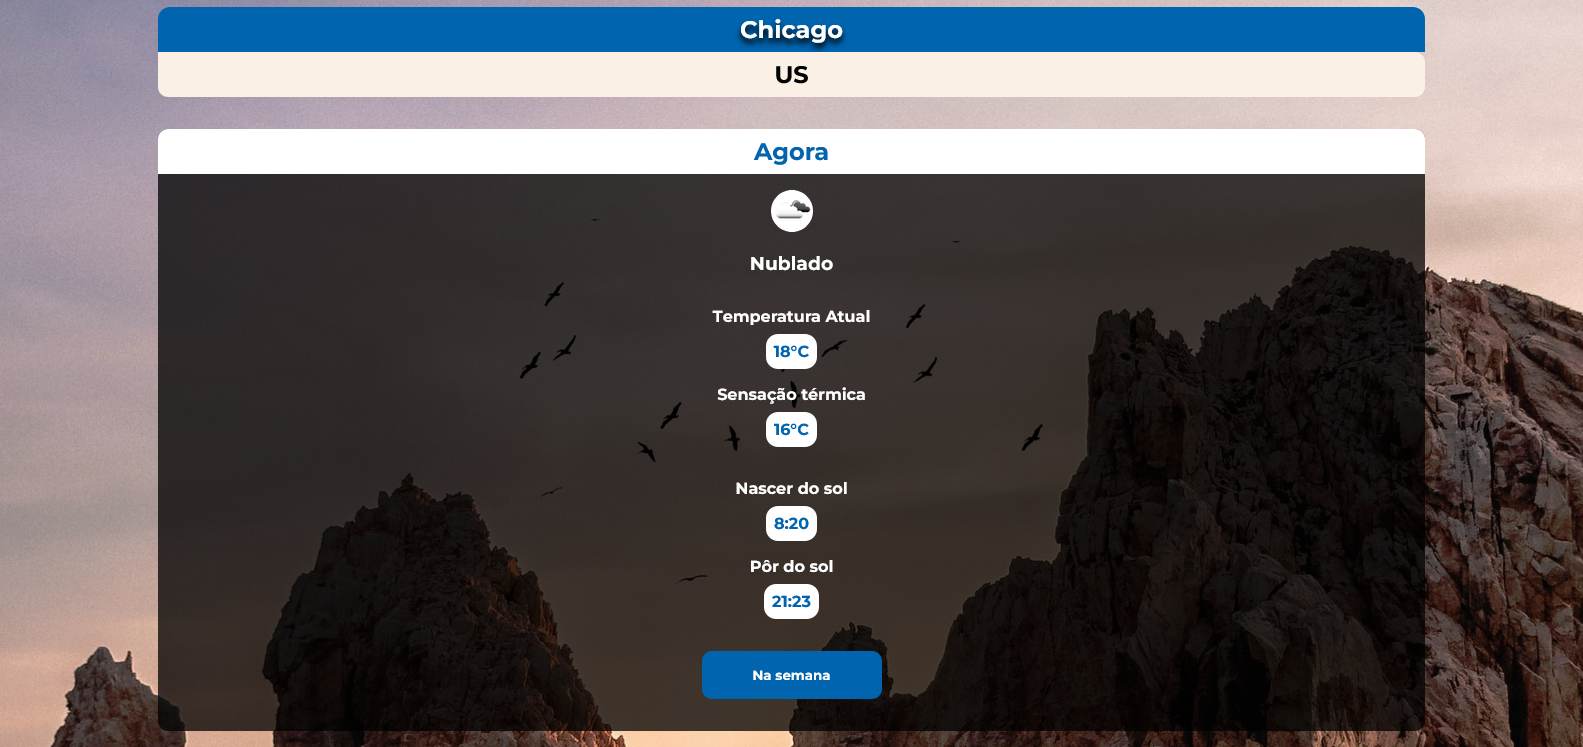 Chicago
US
Agora
Nublado
Temperatura Atual
18°C
Sensação térmica
16°C
Nascer do sol
8:20
Pôr do sol
21:23
Na semana